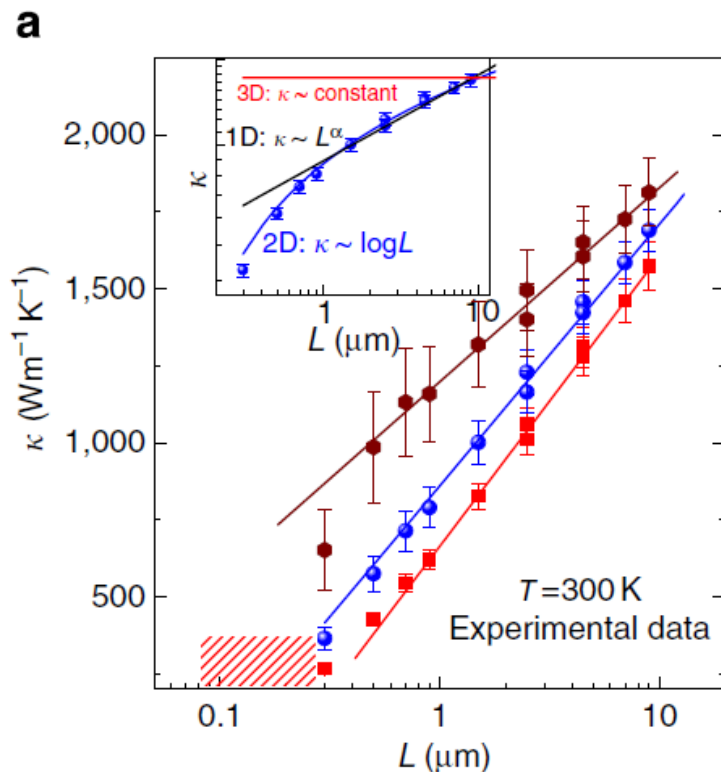 a
3D: κ ~ constant
1D: κ ~ L^α
2D: κ ~ logL
κ
1
10
L (μm)
2,000
1,500
1,000
500
κ (Wm⁻¹ K⁻¹)
T=300 K
Experimental data
0.1
1
10
L (μm)